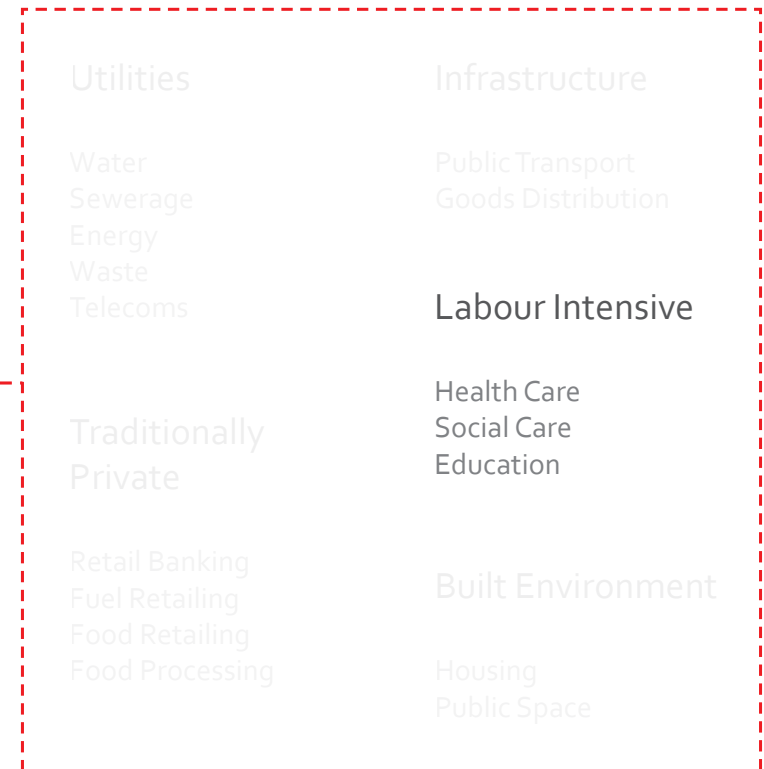 Utilities
Water
Sewerage
Energy
Waste
Telecoms
Traditionally
Private
Retail Banking
Fuel Retailing
Food Retailing
Food Processing
Infrastructure
Public Transport
Goods Distribution
Labour Intensive
Health Care
Social Care
Education
Built Environment
Housing
Public Space